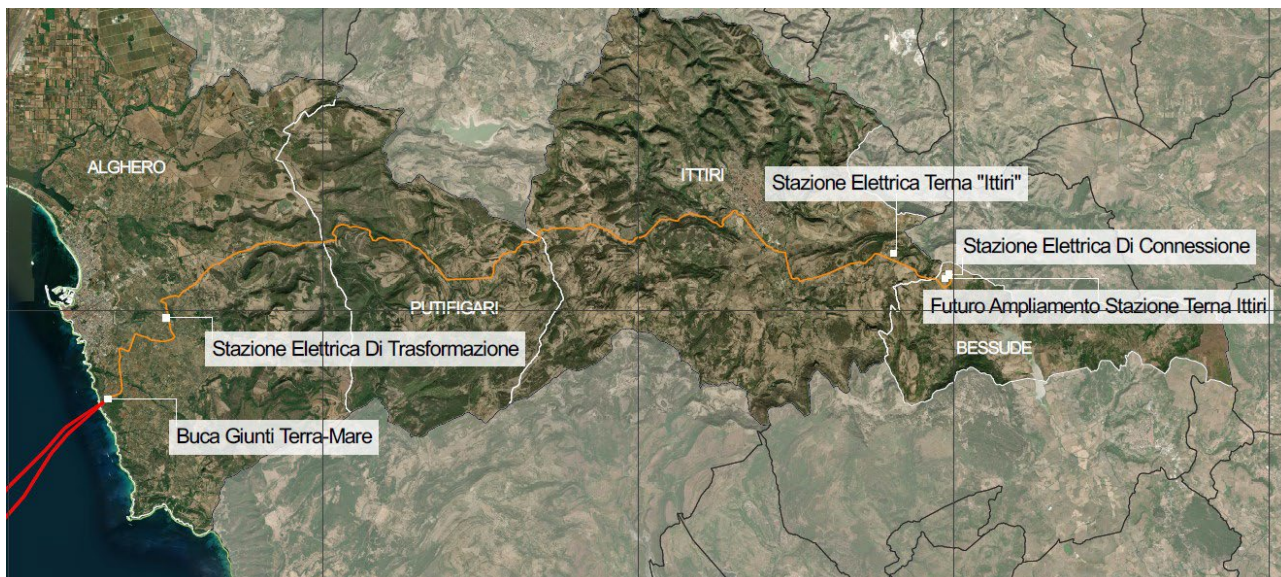 ALGHERO
ITTIRI
Stazione Elettrica Terna "Ittiri"
Stazione Elettrica Di Connessione
Futuro Ampliamento Stazione Terna Ittiri
PUTIFIGARI
Stazione Elettrica Di Trasformazione
BESSUDE
Buca Giunti Terra-Mare